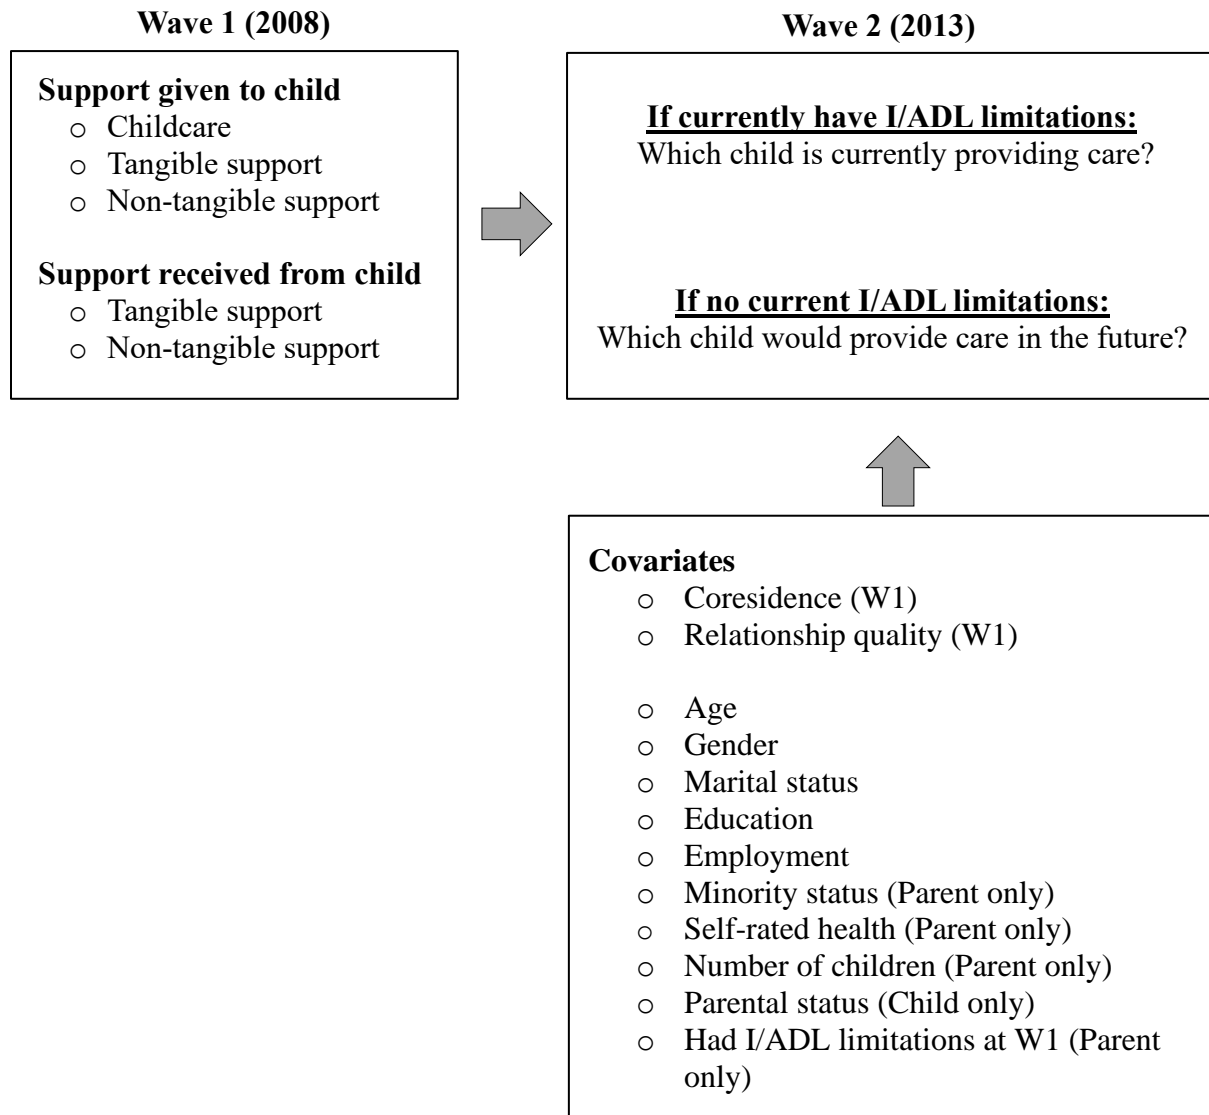 Wave 1 (2008)
Support given to child
o Childcare
o Tangible support
o Non-tangible support
Support received from child
o Tangible support
o Non-tangible support
Wave 2 (2013)
If currently have I/ADL limitations:
Which child is currently providing care?
If no current I/ADL limitations:
Which child would provide care in the future?
Covariates
o Coresidence (W1)
o Relationship quality (W1)
o Age
o Gender
o Marital status
o Education
o Employment
o Minority status (Parent only)
o Self-rated health (Parent only)
o Number of children (Parent only)
o Parental status (Child only)
o Had I/ADL limitations at W1 (Parent
only)